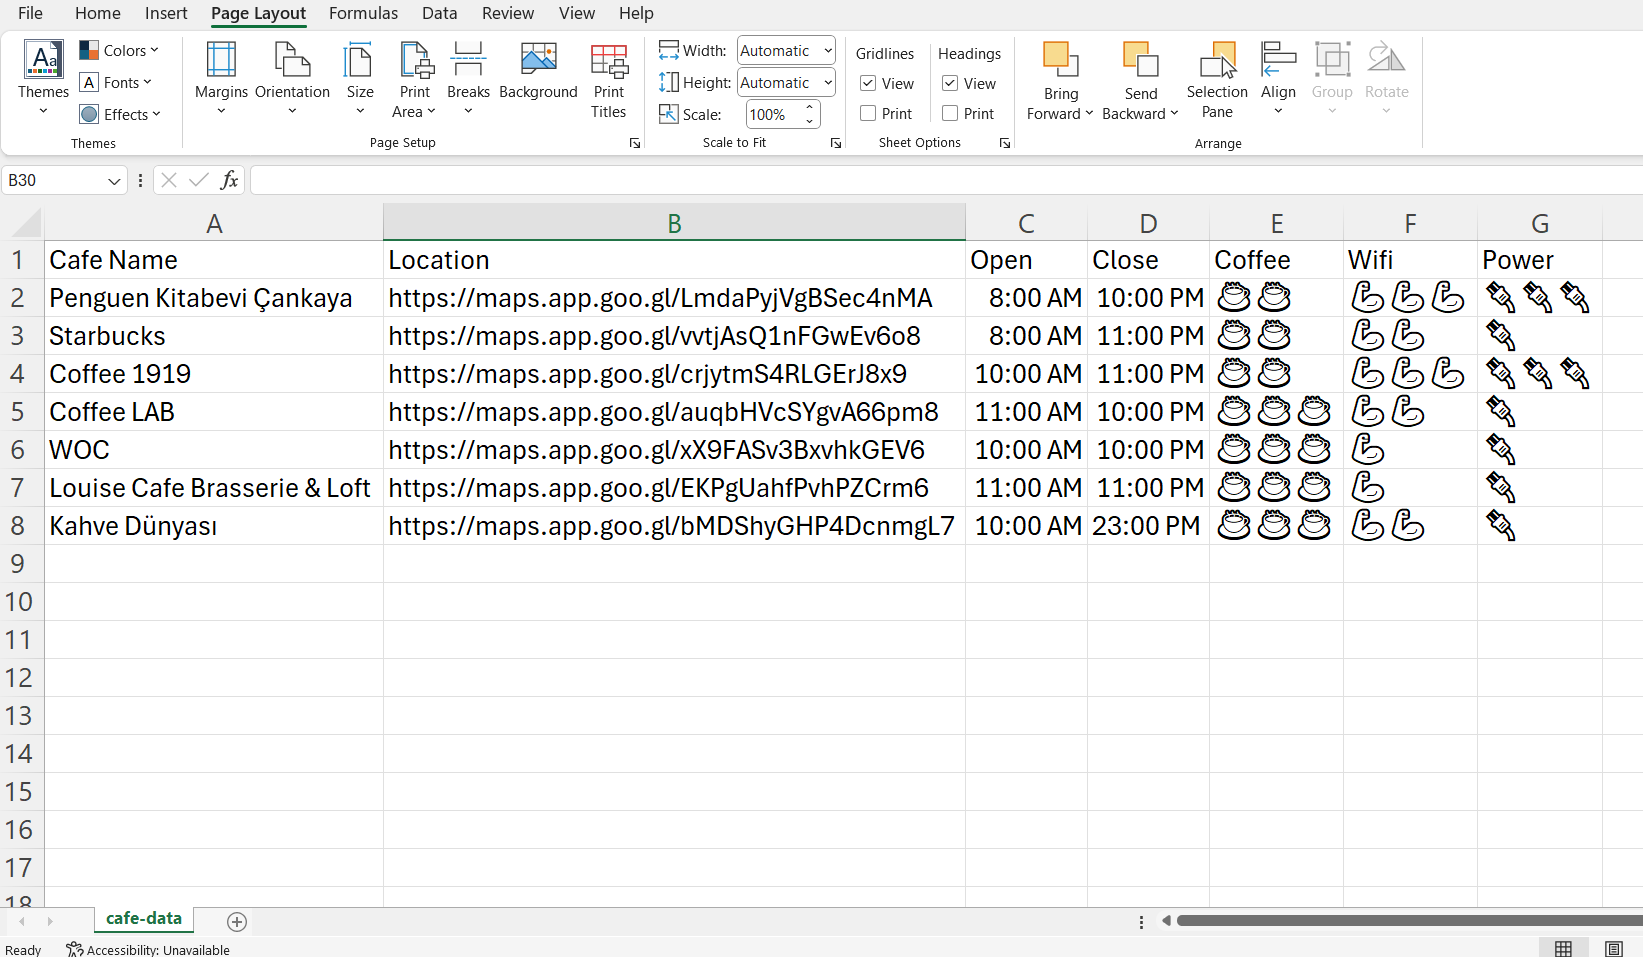 File Home Insert Page Layout Formulas Data Review View Help
Themes Colors Fonts Effects Themes
Margins Orientation Size Print Area Breaks Background Print Titles Page Setup
Width: Automatic
Height: Automatic
Scale: 100%
Scale to Fit
Gridlines View Print
Headings View Print
Sheet Options
Bring Forward Send Backward Selection Pane Align Group Rotate
Arrange
B30 fx
A B C D E F G
1 Cafe Name Location Open Close Coffee Wifi Power
2 Penguen Kitabevi Çankaya https://maps.app.goo.gl/LmdaPyjVgBSec4nMA 8:00 AM 10:00 PM ☕☕ 💪💪💪 🔌🔌🔌
3 Starbucks https://maps.app.goo.gl/vvtjAsQ1nFGwEv6o8 8:00 AM 11:00 PM ☕☕ 💪💪 🔌
4 Coffee 1919 https://maps.app.goo.gl/crjytmS4RLGErJ8x9 10:00 AM 11:00 PM ☕☕ 💪💪💪 🔌🔌🔌
5 Coffee LAB https://maps.app.goo.gl/auqbHVcSYgvA66pm8 11:00 AM 10:00 PM ☕☕☕ 💪💪 🔌
6 WOC https://maps.app.goo.gl/xX9FASv3BxvhkGEV6 10:00 AM 10:00 PM ☕☕☕ 💪 🔌
7 Louise Cafe Brasserie & Loft https://maps.app.goo.gl/EKPgUahfPvhPZCrm6 11:00 AM 11:00 PM ☕☕☕ 💪 🔌
8 Kahve Dünyası https://maps.app.goo.gl/bMDShyGHP4DcnmgL7 10:00 AM 23:00 PM ☕☕☕ 💪💪 🔌
9
10
11
12
13
14
15
16
17
18
cafe-data
Ready Accessibility: Unavailable